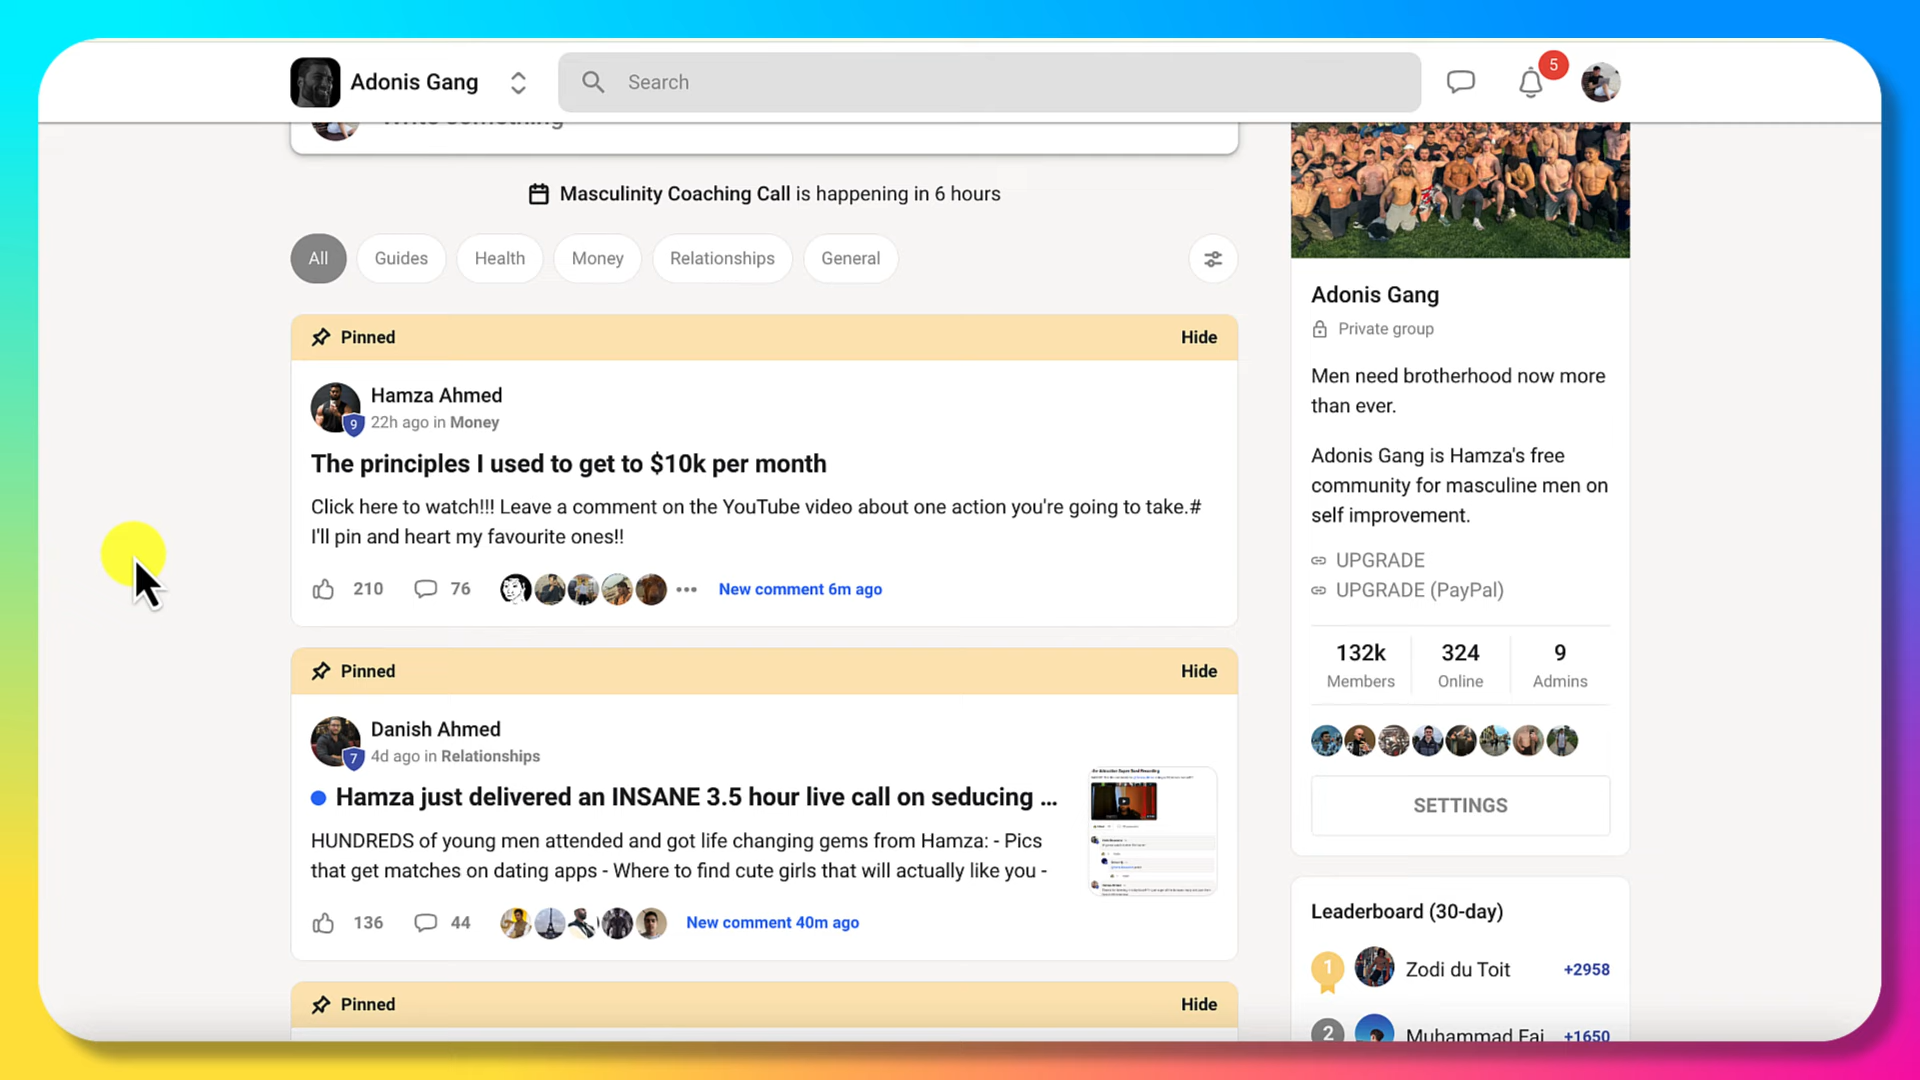 Adonis Gang
Search
5
Write something
Masculinity Coaching Call is happening in 6 hours
All
Guides
Health
Money
Relationships
General
Pinned
Hide
Hamza Ahmed
9
22h ago in Money
The principles I used to get to $10k per month
Click here to watch!!! Leave a comment on the YouTube video about one action you're going to take.#
I'll pin and heart my favourite ones!!
210
76
New comment 6m ago
Pinned
Hide
Danish Ahmed
7
4d ago in Relationships
Hamza just delivered an INSANE 3.5 hour live call on seducing ...
HUNDREDS of young men attended and got life changing gems from Hamza: - Pics
that get matches on dating apps - Where to find cute girls that will actually like you -
136
44
New comment 40m ago
Pinned
Hide
Adonis Gang
Private group
Men need brotherhood now more
than ever.
Adonis Gang is Hamza's free
community for masculine men on
self improvement.
UPGRADE
UPGRADE (PayPal)
132k
324
9
Members
Online
Admins
SETTINGS
Leaderboard (30-day)
1
Zodi du Toit
+2958
2
Muhammad Fai
+1650